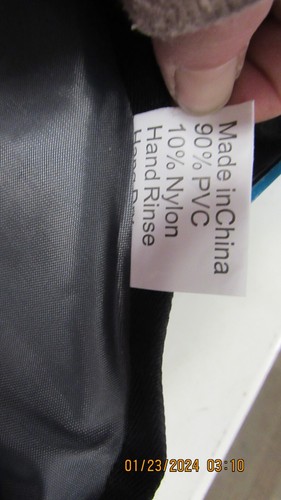 Made inChina
90% PVC
10% Nylon
Hand Rinse
01/23/2024 03:10